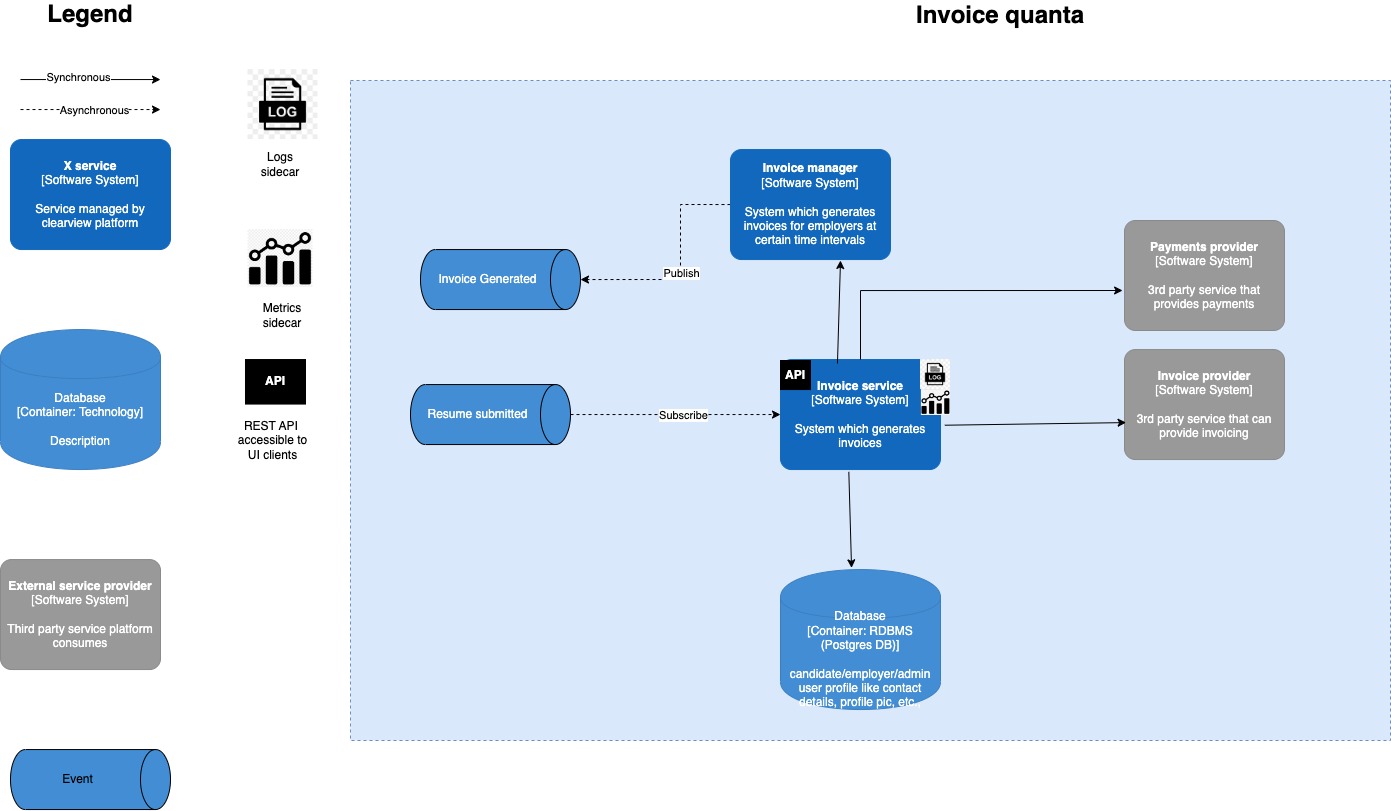 Legend
Invoice quanta
Synchronous
Asynchronous
X service
[Software System]
Service managed by
clearview platform
Database
[Container: Technology]
Description
External service provider
[Software System]
Third party service platform
consumes
Event
LOG
Logs
sidecar
Metrics
sidecar
API
REST API
accessible to
UI clients
Invoice manager
[Software System]
System which generates
invoices for employers at
certain time intervals
Publish
Invoice Generated
Resume submitted
Subscribe
API
LOG
Invoice service
[Software System]
System which generates
invoices
Payments provider
[Software System]
3rd party service that
provides payments
Invoice provider
[Software System]
3rd party service that can
provide invoicing
Database
[Container: RDBMS
(Postgres DB)]
candidate/employer/admin
user profile like contact
details, profile pic, etc.,